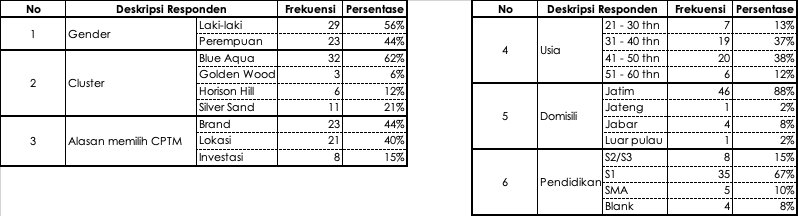 No Deskripsi Responden Frekuensi Persentase
1 Gender Laki-laki 29 56%
Perempuan 23 44%
2 Cluster Blue Aqua 32 62%
Golden Wood 3 6%
Horison Hill 6 12%
Silver Sand 11 21%
3 Alasan memilih CPTM Brand 23 44%
Lokasi 21 40%
Investasi 8 15%
No Deskripsi Responden Frekuensi Persentase
4 Usia 21 - 30 thn 7 13%
31 - 40 thn 19 37%
41 - 50 thn 20 38%
51 - 60 thn 6 12%
5 Domisili Jatim 46 88%
Jateng 1 2%
Jabar 4 8%
Luar pulau 1 2%
6 Pendidikan S2/S3 8 15%
S1 35 67%
SMA 5 10%
Blank 4 8%